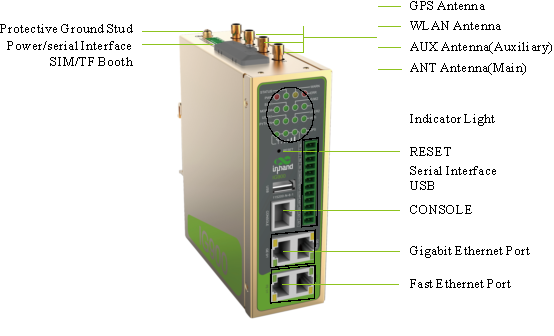 GPS Antenna
WLAN Antenna
AUX Antenna(Auxiliary)
ANT Antenna(Main)
Protective Ground Stud
Power/serial Interface
SIM/TF Booth
Indicator Light
RESET
Serial Interface
USB
CONSOLE
Gigabit Ethernet Port
Fast Ethernet Port
RESET
inhand